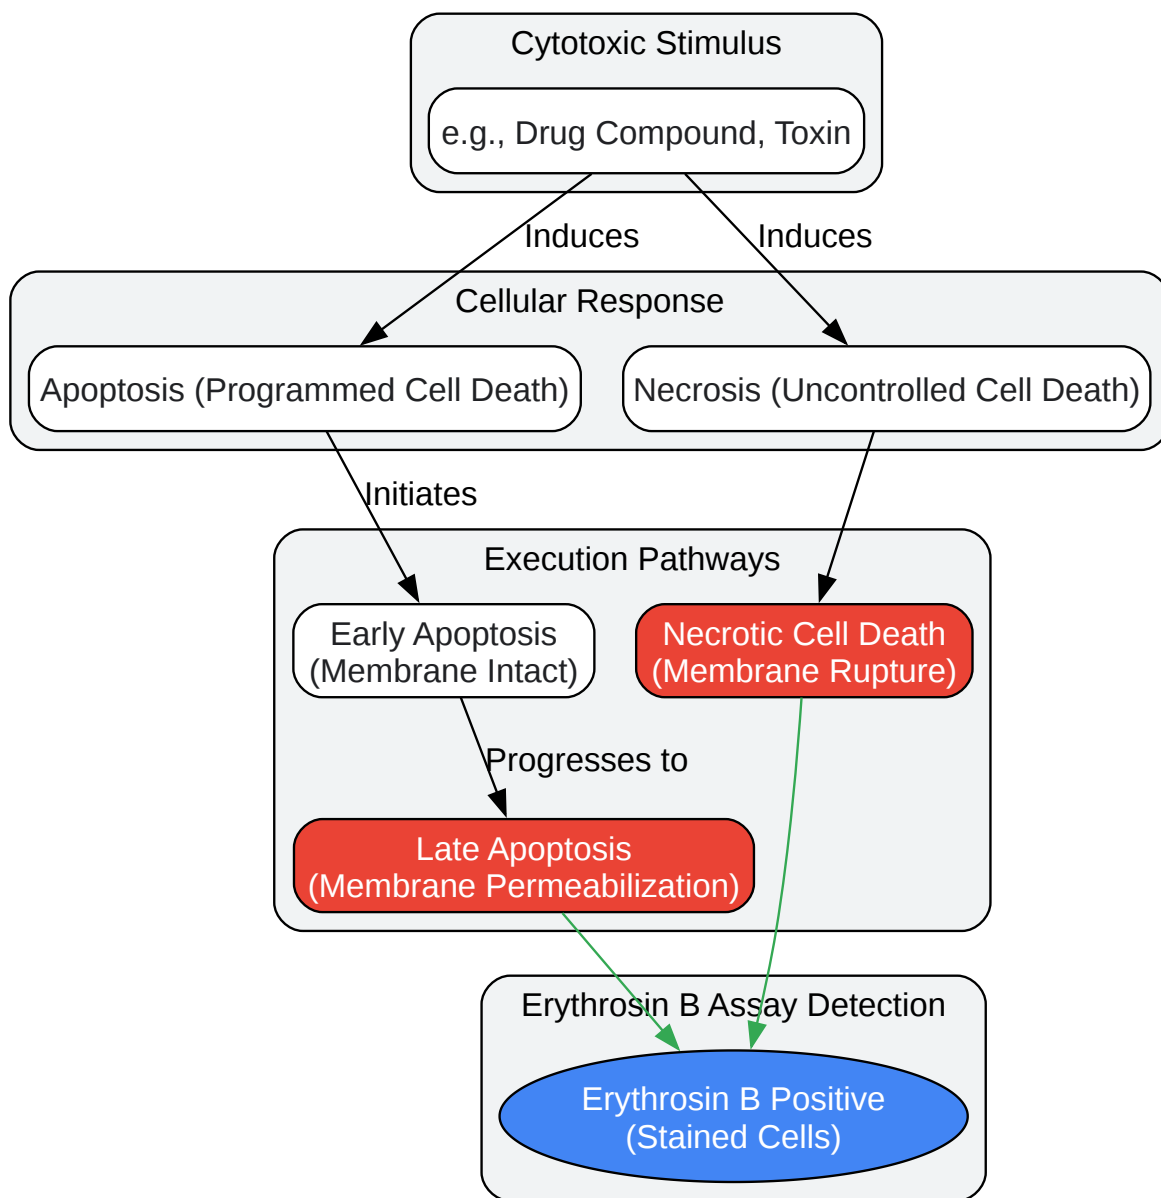 Cytotoxic Stimulus
e.g., Drug Compound, Toxin
Induces
Induces
Cellular Response
Apoptosis (Programmed Cell Death)
Necrosis (Uncontrolled Cell Death)
Initiates
Execution Pathways
Early Apoptosis
(Membrane Intact)
Necrotic Cell Death
(Membrane Rupture)
Progresses to
Late Apoptosis
(Membrane Permeabilization)
Erythrosin B Assay Detection
Erythrosin B Positive
(Stained Cells)